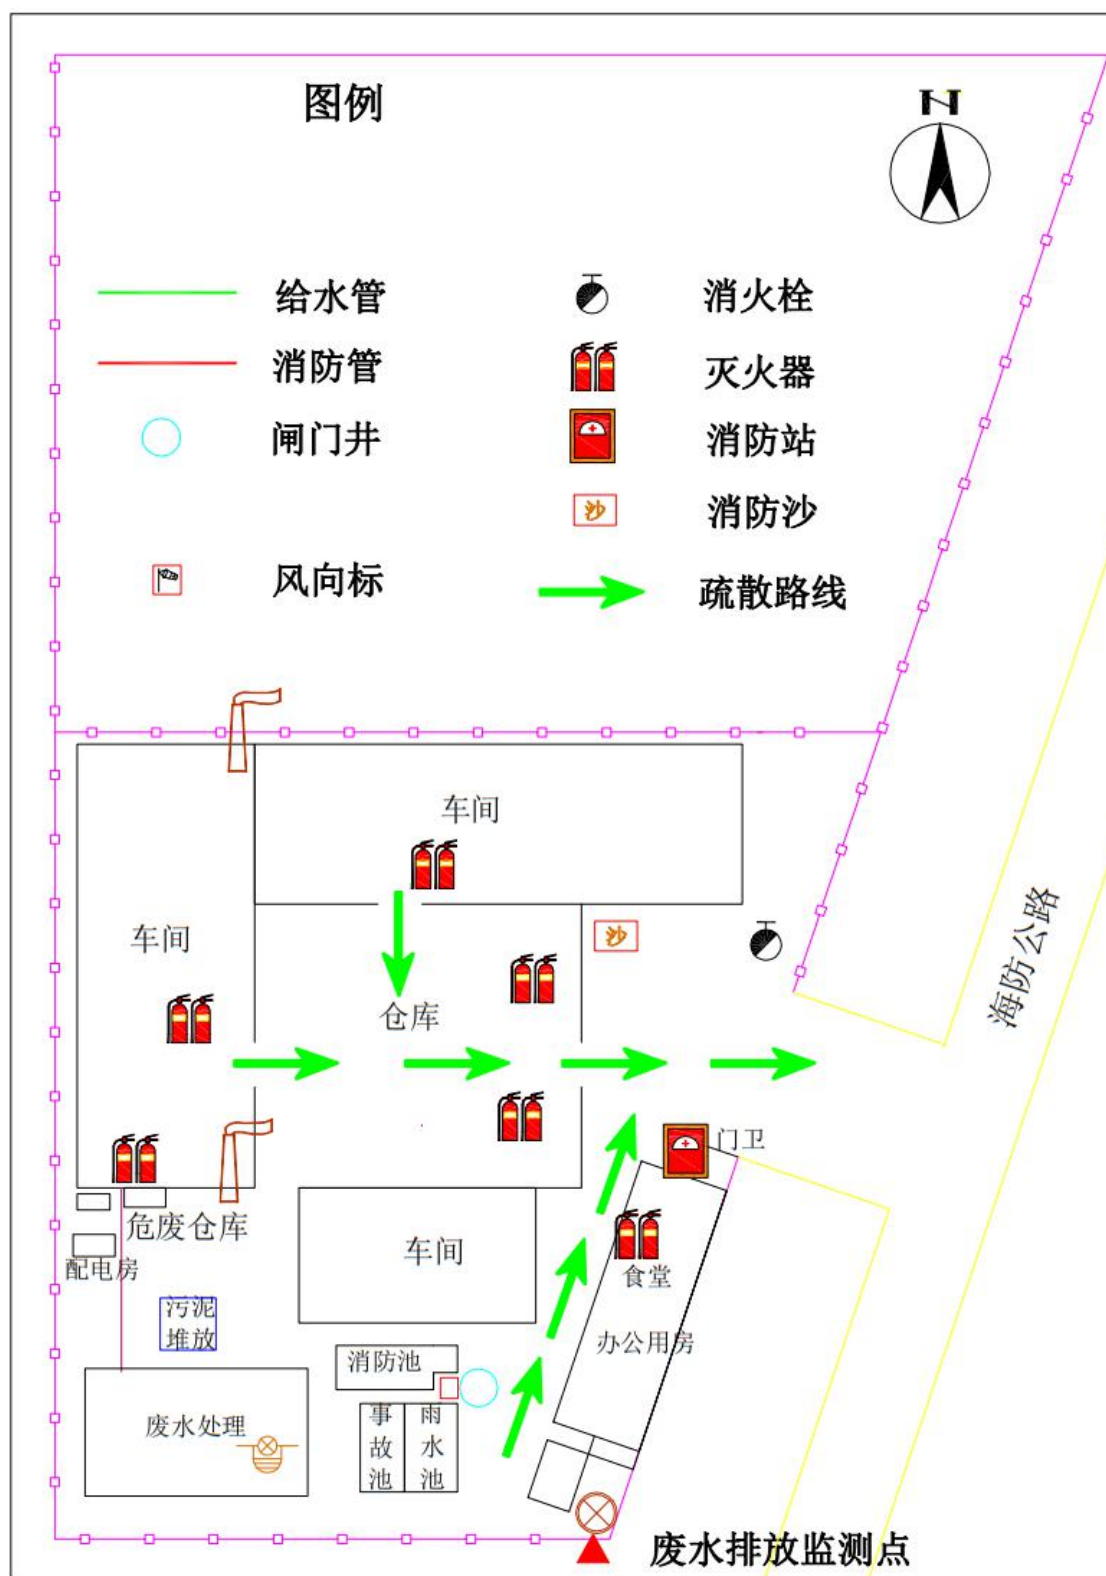 N
图例
给水管
消火栓
消防管
灭火器
闸门井
消防站
沙
消防沙
风向标
疏散路线
车间
车间
沙
海防公路
仓库
门卫
危废仓库
配电房
车间
食堂
污泥
堆放
办公用房
消防池
废水处理
事故池
雨水池
废水排放监测点